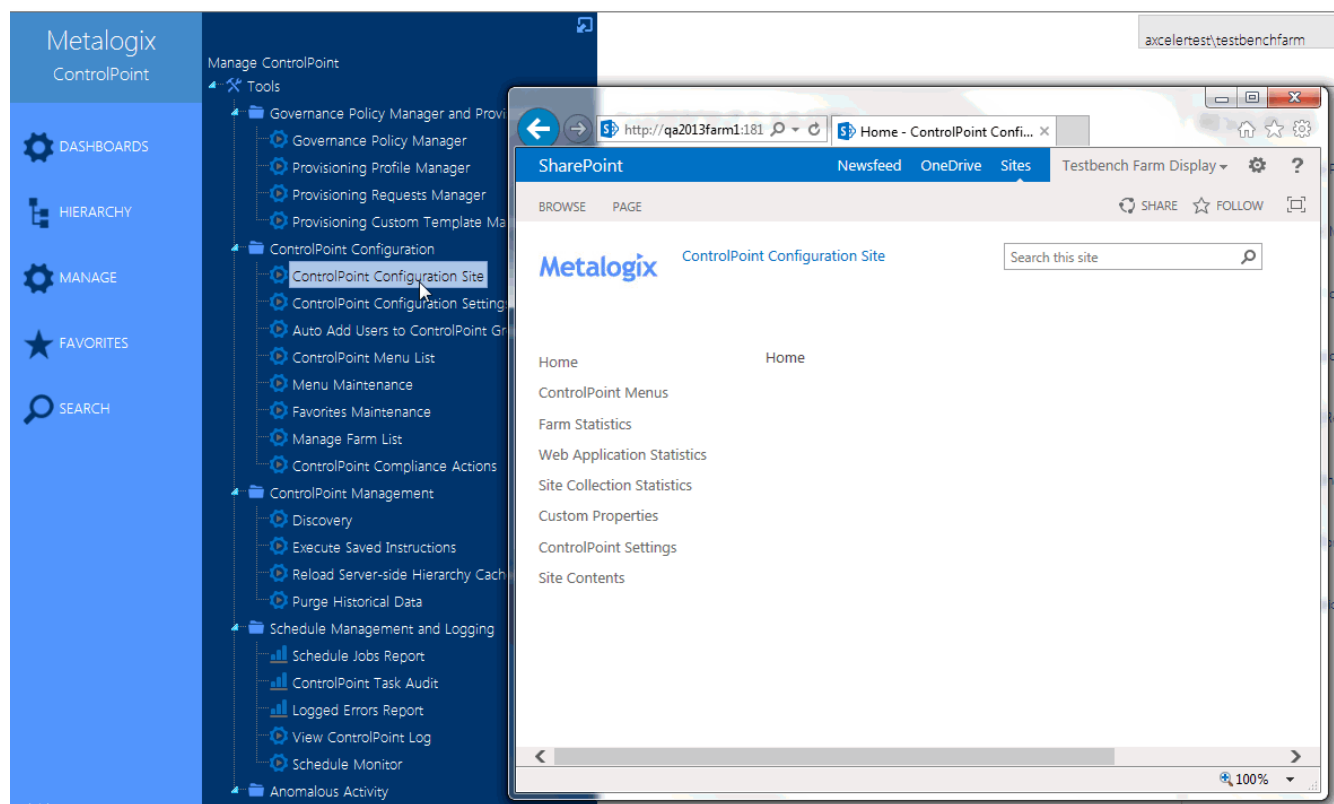 Metalogix
ControlPoint
DASHBOARDS
HIERARCHY
MANAGE
FAVORITES
SEARCH
Manage ControlPoint
Tools
Governance Policy Manager and Provi
Governance Policy Manager
Provisioning Profile Manager
Provisioning Requests Manager
Provisioning Custom Template Ma
ControlPoint Configuration
ControlPoint Configuration Site
ControlPoint Configuration Setting
Auto Add Users to ControlPoint Gr
ControlPoint Menu List
Menu Maintenance
Favorites Maintenance
Manage Farm List
ControlPoint Compliance Actions
ControlPoint Management
Discovery
Execute Saved Instructions
Reload Server-side Hierarchy Cach
Purge Historical Data
Schedule Management and Logging
Schedule Jobs Report
ControlPoint Task Audit
Logged Errors Report
View ControlPoint Log
Schedule Monitor
Anomalous Activity
axcelertest\testbenchfarm
http://qa2013farm1:181
Home - ControlPoint Confi...
SharePoint
Newsfeed OneDrive Sites Testbench Farm Display ?
BROWSE PAGE SHARE FOLLOW
Metalogix
ControlPoint Configuration Site
Search this site
Home
ControlPoint Menus
Farm Statistics
Web Application Statistics
Site Collection Statistics
Custom Properties
ControlPoint Settings
Site Contents
Home
100%